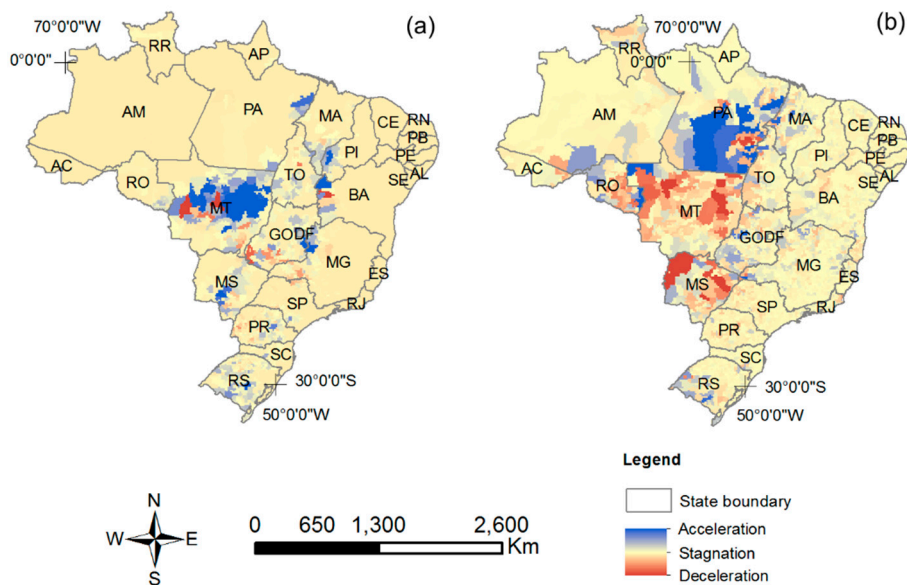 70°0'0"W
(a)
0°0'0"
RR
AP
AM
PA
MA
CE
RN
PB
PE
AL
SE
PI
AC
RO
TO
BA
MT
GO
DF
MG
ES
MS
SP
RJ
PR
SC
RS
30°0'0"S
50°0'0"W
70°0'0"W
(b)
0°0'0"
RR
AP
AM
PA
MA
CE
RN
PB
PE
AL
SE
PI
AC
RO
TO
BA
MT
GO
DF
MG
ES
MS
SP
RJ
PR
SC
RS
30°0'0"S
50°0'0"W
N
W
E
S
0 650 1,300 2,600
Km
Legend
State boundary
Acceleration
Stagnation
Deceleration